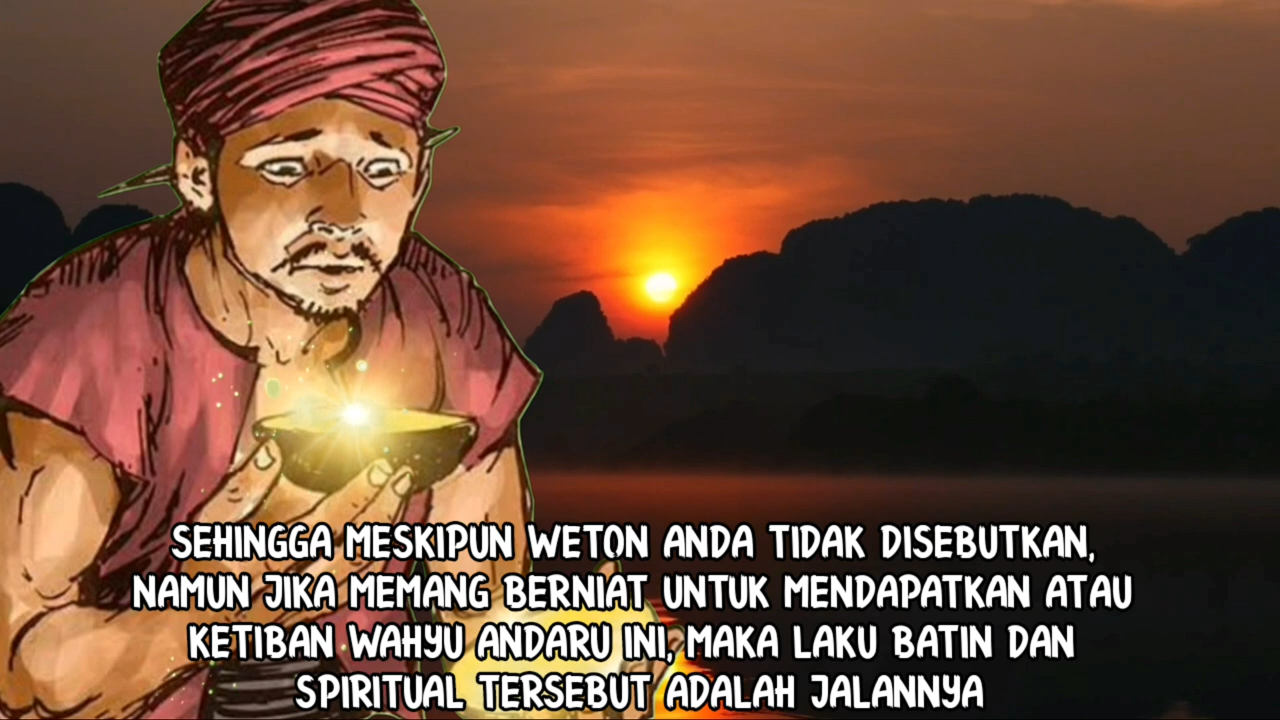 SEHINGGA MESKIPUN WETON ANDA TIDAK DISEBUTKAN,
NAMUN JIKA MEMANG BERNIAT UNTUK MENDAPATKAN ATAU
KETIBAN WAHYU ANDARU INI, MAKA LAKU BATIN DAN
SPIRITUAL TERSEBUT ADALAH JALANNYA